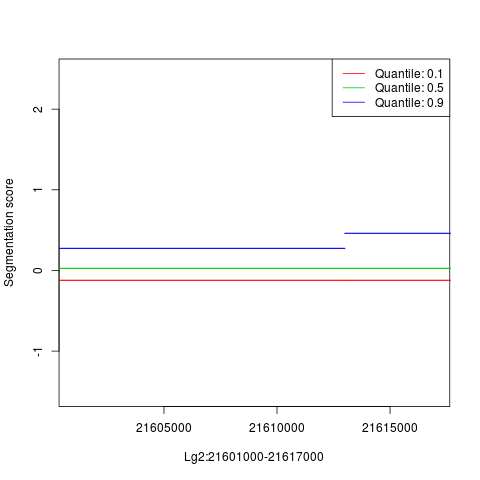 Quantile: 0.1
Quantile: 0.5
Quantile: 0.9
2
1
0
-1
Segmentation score
21605000 21610000 21615000
Lg2:21601000-21617000